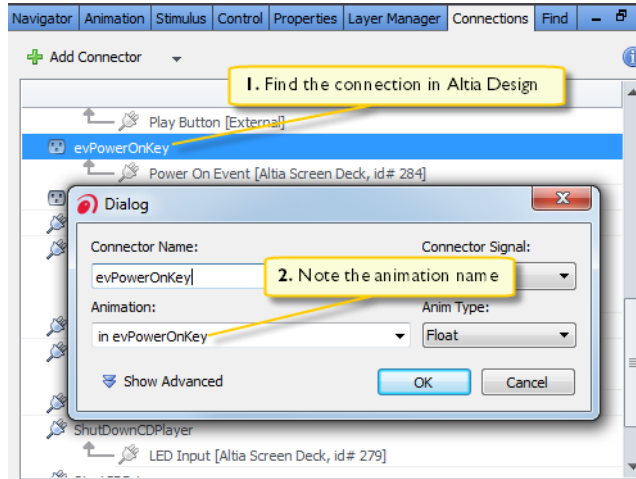 Navigator Animation Stimulus Control Properties Layer Manager Connections Find
Add Connector
1. Find the connection in Altia Design
Play Button [External]
evPowerOnKey
Power On Event [Altia Screen Deck, id# 284]
Dialog
Connector Name: Connector Signal:
evPowerOnKey
2. Note the animation name
Animation: Anim Type:
in evPowerOnKey Float
Show Advanced OK Cancel
ShutDownCDPlayer
LED Input [Altia Screen Deck, id# 279]